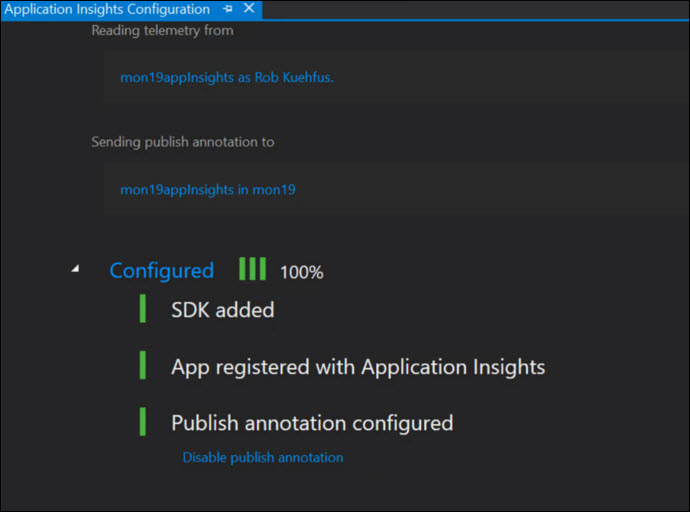 Application Insights Configuration
Reading telemetry from
mon19appInsights as Rob Kuehfus.
Sending publish annotation to
mon19appInsights in mon19
Configured 100%
SDK added
App registered with Application Insights
Publish annotation configured
Disable publish annotation